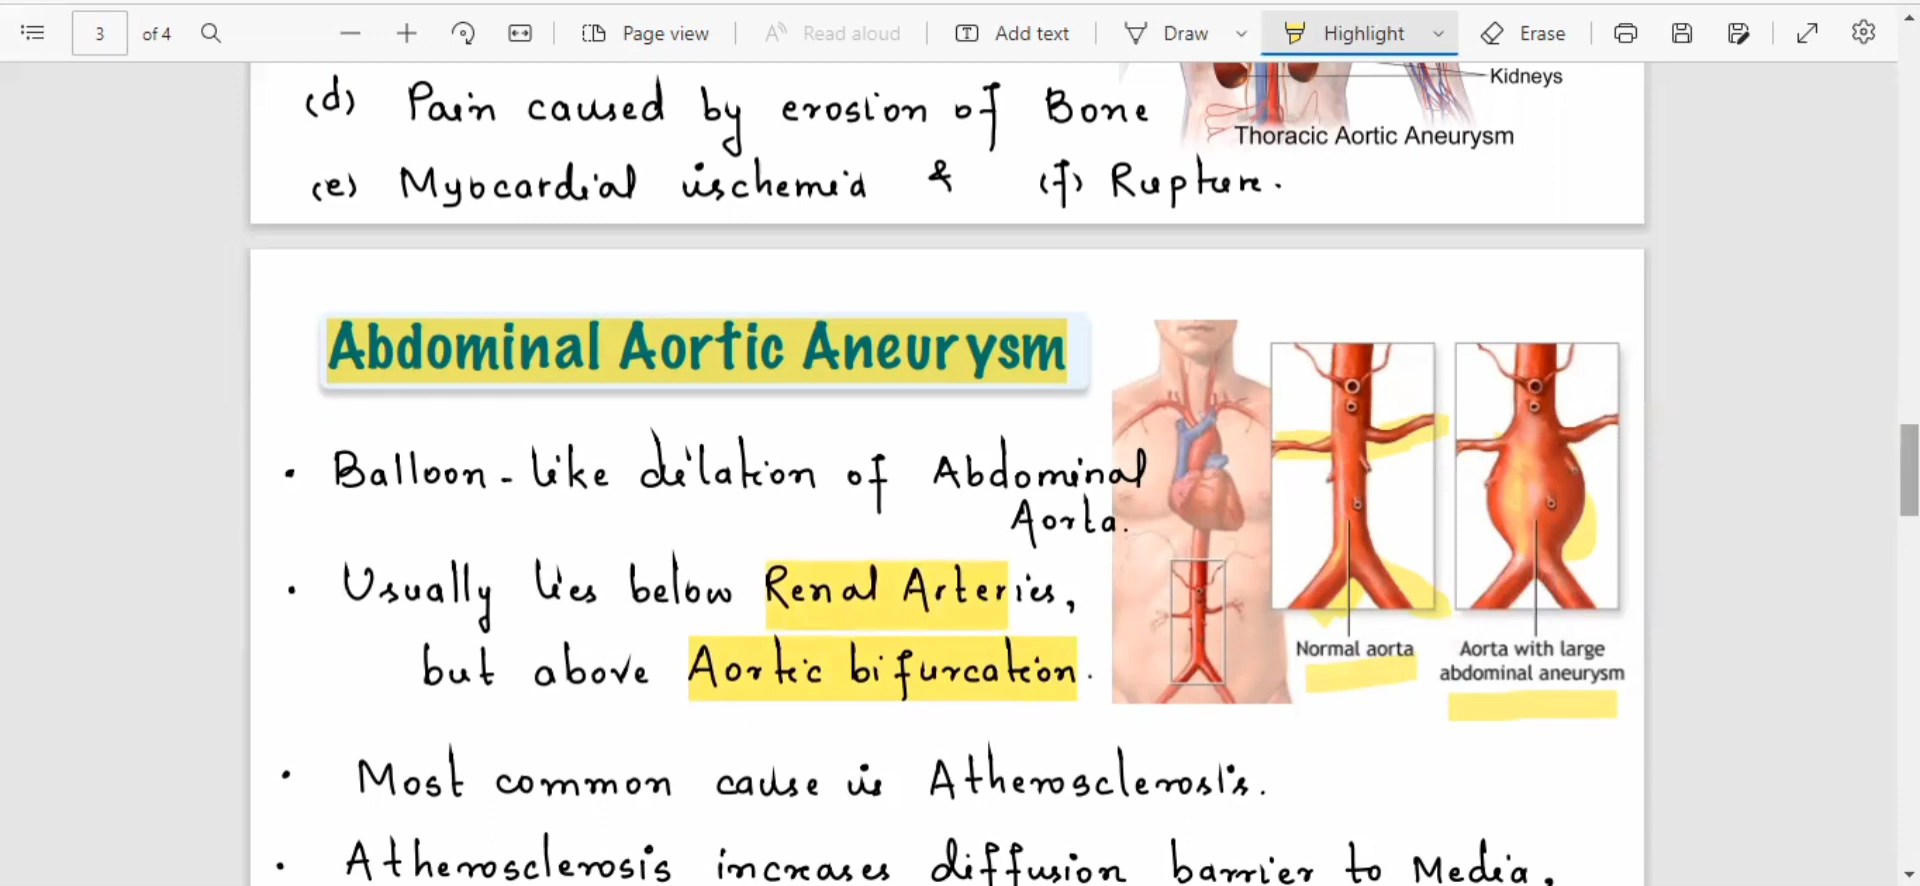 3 of 4 Page view Read aloud Add text Draw Highlight Erase
Kidneys
(d) Pain caused by erosion of Bone
Thoracic Aortic Aneurysm
(e) Myocardial ischemia & (f) Rupture.
Abdominal Aortic Aneurysm
• Balloon-like dilation of Abdominal
Aorta.
• Usually lies below Renal Arteries,
but above Aortic bifurcation.
Normal aorta
Aorta with large
abdominal aneurysm
• Most common cause is Atherosclerosis.
• Atherosclerosis increases diffusion barrier to Media,